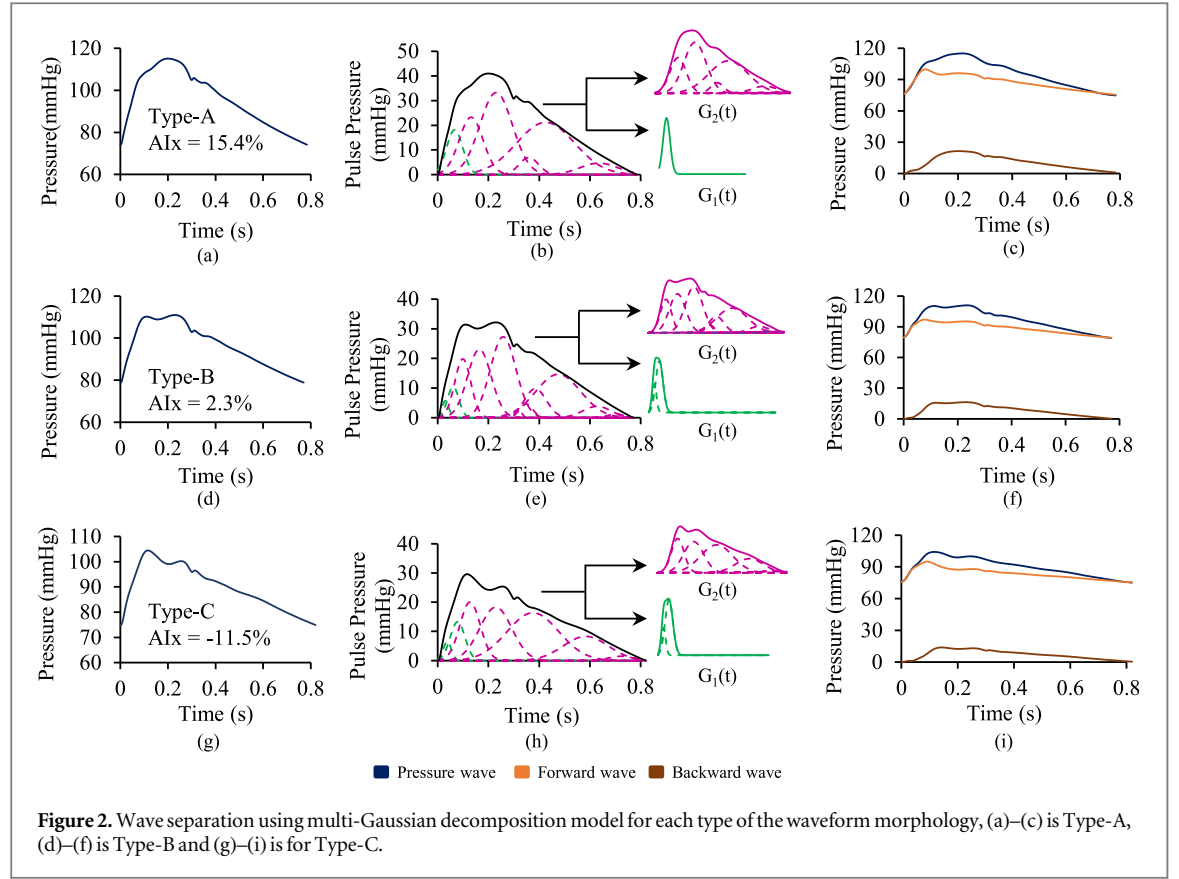 120
100
80
60
Pressure(mmHg)
Type-A
AIx = 15.4%
0 0.2 0.4 0.6 0.8
Time (s)
(a)
50
40
30
20
10
0
Pulse Pressure
(mmHg)
0 0.2 0.4 0.6 0.8
Time (s)
(b)
G₂(t)
G₁(t)
120
90
60
30
0
Pressure (mmHg)
0 0.2 0.4 0.6 0.8
Time (s)
(c)
120
100
80
60
Pressure (mmHg)
Type-B
AIx = 2.3%
0 0.2 0.4 0.6 0.8
Time (s)
(d)
40
30
20
10
0
Pulse Pressure
(mmHg)
0 0.2 0.4 0.6 0.8
Time (s)
(e)
G₂(t)
G₁(t)
120
90
60
30
0
Pressure (mmHg)
0 0.2 0.4 0.6 0.8
Time (s)
(f)
110
100
90
80
70
60
Pressure (mmHg)
Type-C
AIx = -11.5%
0 0.2 0.4 0.6 0.8
Time (s)
(g)
40
30
20
10
0
Pulse Pressure
(mmHg)
0 0.2 0.4 0.6 0.8
Time (s)
(h)
G₂(t)
G₁(t)
120
90
60
30
0
Pressure (mmHg)
0 0.2 0.4 0.6 0.8
Time (s)
(i)
Pressure wave Forward wave Backward wave
Figure 2. Wave separation using multi-Gaussian decomposition model for each type of the waveform morphology, (a)–(c) is Type-A,
(d)–(f) is Type-B and (g)–(i) is for Type-C.